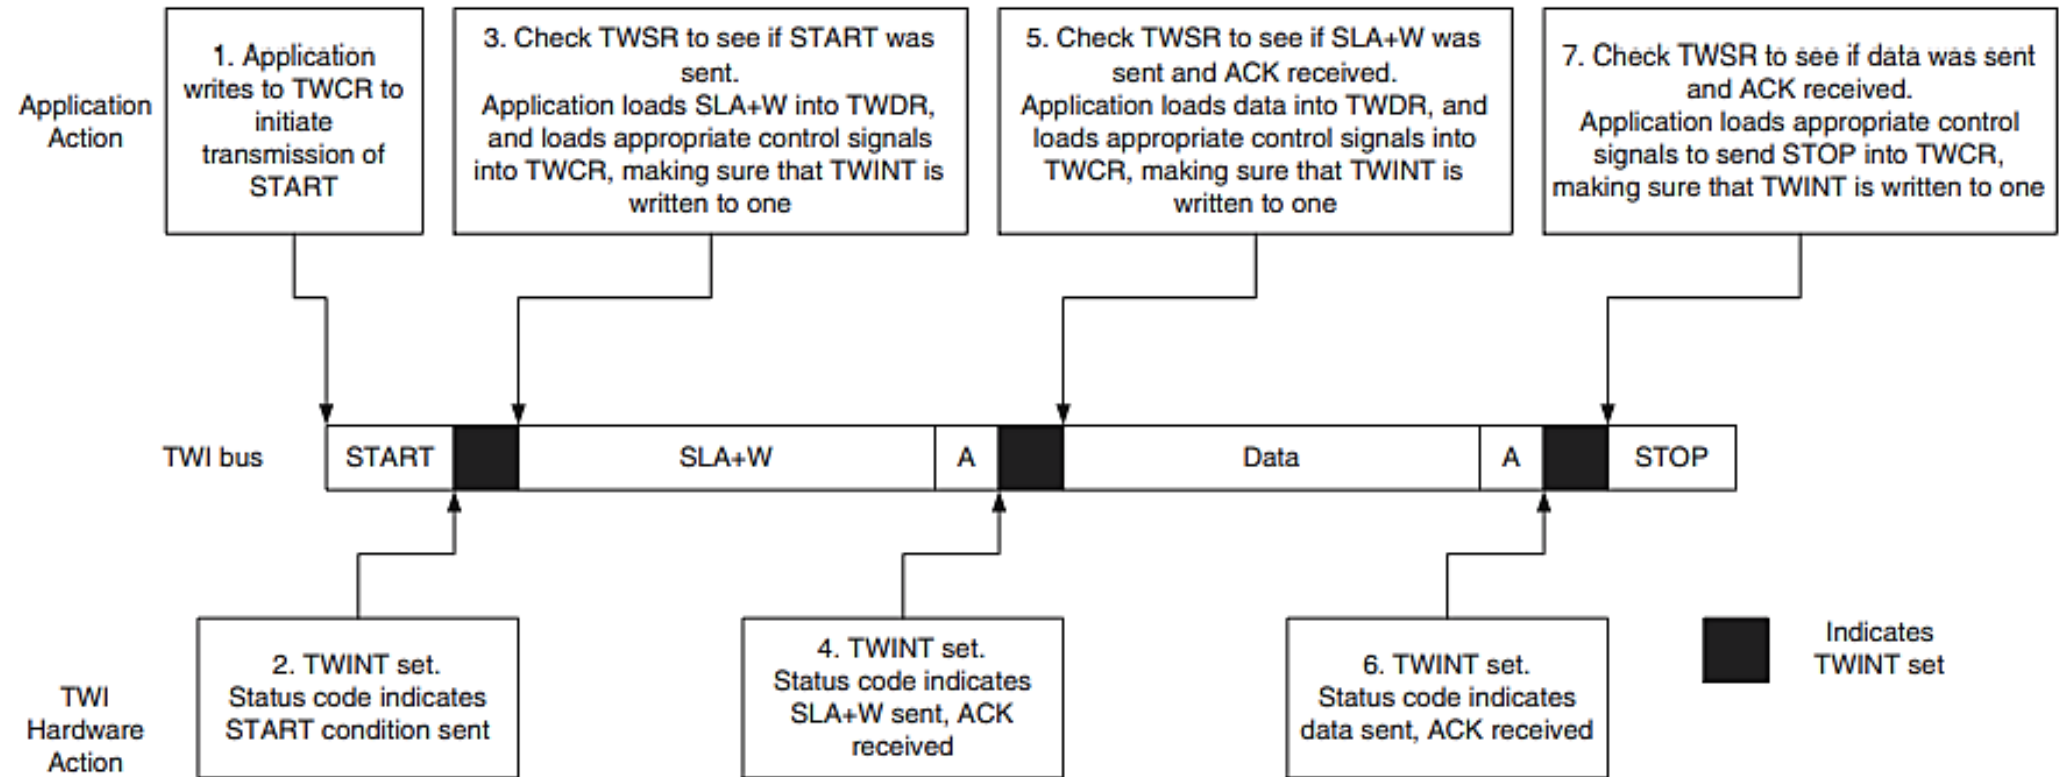 Application
Action
1. Application
writes to TWCR to
initiate
transmission of
START
3. Check TWSR to see if START was
sent.
Application loads SLA+W into TWDR,
and loads appropriate control signals
into TWCR, making sure that TWINT is
written to one
5. Check TWSR to see if SLA+W was
sent and ACK received.
Application loads data into TWDR, and
loads appropriate control signals into
TWCR, making sure that TWINT is
written to one
7. Check TWSR to see if data was sent
and ACK received.
Application loads appropriate control
signals to send STOP into TWCR,
making sure that TWINT is written to one
TWI bus
START
SLA+W
A
Data
A
STOP
TWI
Hardware
Action
2. TWINT set.
Status code indicates
START condition sent
4. TWINT set.
Status code indicates
SLA+W sent, ACK
received
6. TWINT set.
Status code indicates
data sent, ACK received
Indicates
TWINT set